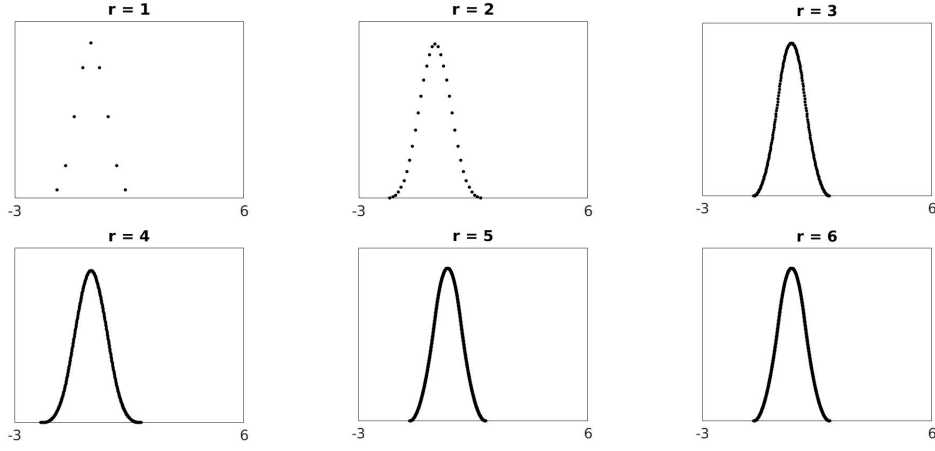 r = 1
r = 2
r = 3
-3 6
-3 6
-3 6
r = 4
r = 5
r = 6
-3 6
-3 6
-3 6